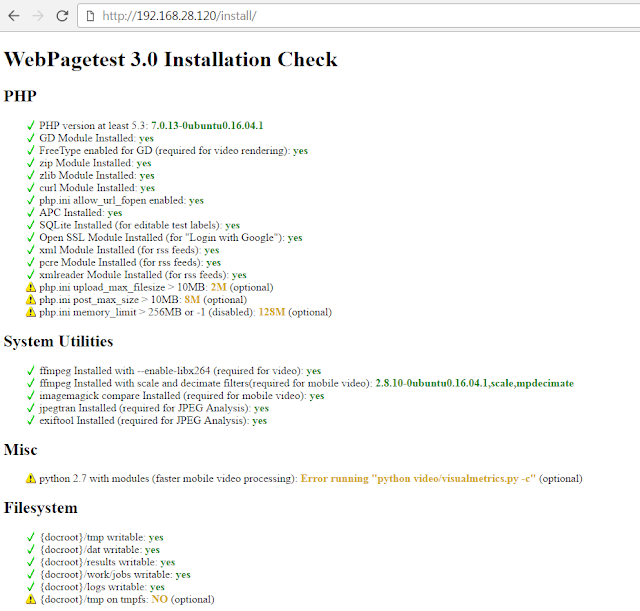 http://192.168.28.120/install/
WebPagetest 3.0 Installation Check
PHP
PHP version at least 5.3: 7.0.13-0ubuntu0.16.04.1
GD Module Installed: yes
FreeType enabled for GD (required for video rendering): yes
zip Module Installed: yes
zlib Module Installed: yes
curl Module Installed: yes
php.ini allow_url_fopen enabled: yes
APC Installed: yes
SQLite Installed (for editable test labels): yes
Open SSL Module Installed (for "Login with Google"): yes
xml Module Installed (for rss feeds): yes
pcre Module Installed (for rss feeds): yes
xmlreader Module Installed (for rss feeds): yes
php.ini upload_max_filesize > 10MB: 2M (optional)
php.ini post_max_size > 10MB: 8M (optional)
php.ini memory_limit > 256MB or -1 (disabled): 128M (optional)
System Utilities
ffmpeg Installed with --enable-libx264 (required for video): yes
ffmpeg Installed with scale and decimate filters(required for mobile video): 2.8.10-0ubuntu0.16.04.1,scale,mpdecimate
imagemagick compare Installed (required for mobile video): yes
jpegtran Installed (required for JPEG Analysis): yes
exiftool Installed (required for JPEG Analysis): yes
Misc
python 2.7 with modules (faster mobile video processing): Error running "python video/visualmetrics.py -c" (optional)
Filesystem
{docroot}/tmp writable: yes
{docroot}/dat writable: yes
{docroot}/results writable: yes
{docroot}/work/jobs writable: yes
{docroot}/logs writable: yes
{docroot}/tmp on tmpfs: NO (optional)